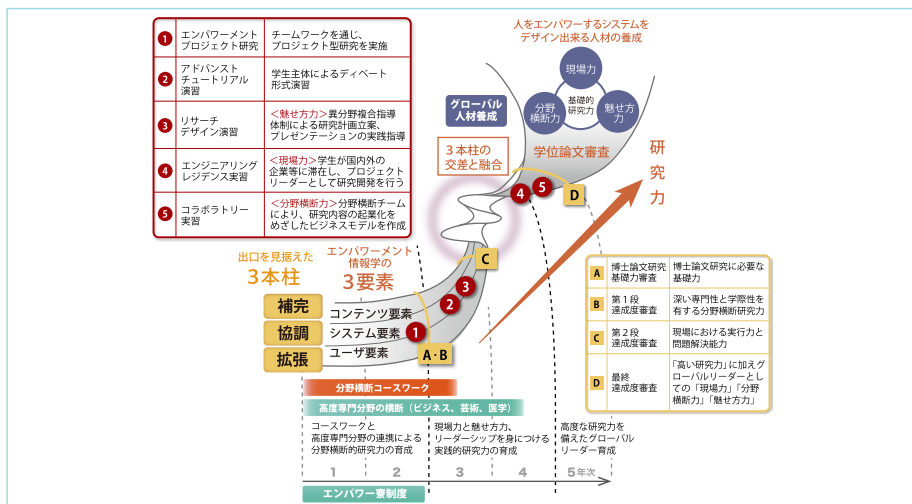 1
エンパワーメント
プロジェクト研究
チームワークを通じ、
プロジェクト型研究を実施
2
アドバンスト
チュートリアル
演習
学生主体によるディベート
形式演習
3
リサーチ
デザイン演習
＜魅せ方力＞異分野複合指導
体制による研究計画立案、
プレゼンテーションの実践指導
4
エンジニアリング
レジデンス実習
＜現場力＞学生が国内外の
企業等に滞在し、プロジェクト
リーダーとして研究開発を行う
5
コラボラトリー
実習
＜分野横断力＞分野横断チーム
により、研究内容の起業化を
めざしたビジネスモデルを作成
人をエンパワーするシステムを
デザイン出来る人材の養成
現場力
分野
横断力
基礎的
研究力
魅せ方
力
グローバル
人材養成
3本柱の
交差と融合
学位論文審査
研究力
4
5
D
C
3
2
1
A・B
出口を見据えた
3本柱
エンパワーメント
情報学の
3要素
補完
協調
拡張
コンテンツ要素
システム要素
ユーザ要素
A
博士論文研究
基礎力審査
博士論文研究に必要な
基礎力
B
第1段
達成度審査
深い専門性と学際性を
有する分野横断研究力
C
第2段
達成度審査
現場における実行力と
問題解決能力
D
最終
達成度審査
「高い研究力」に加えグ
ローバルリーダーとし
ての「現場力」「分野
横断力」「魅せ方力」
分野横断コースワーク
高度専門分野の横断（ビジネス、芸術、医学）
コースワークと
高度専門分野の連携による
分野横断的研究力の育成
現場力と魅せ方力、
リーダーシップを身につける
実践的研究力の育成
高度な研究力を
備えたグローバル
リーダー育成
1
2
3
4
5年次
エンパワー寮制度